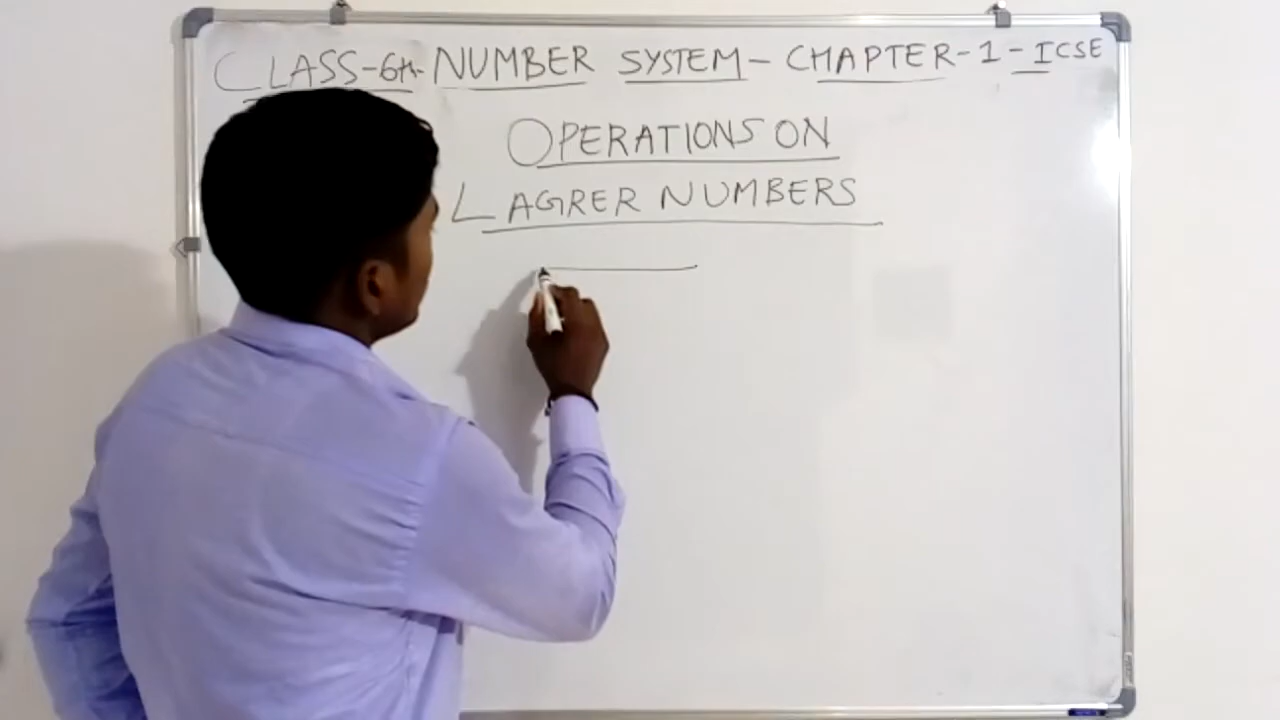 CLASS-6th-NUMBER SYSTEM-CHAPTER-1-ICSE
OPERATIONS ON
LAGRER NUMBERS